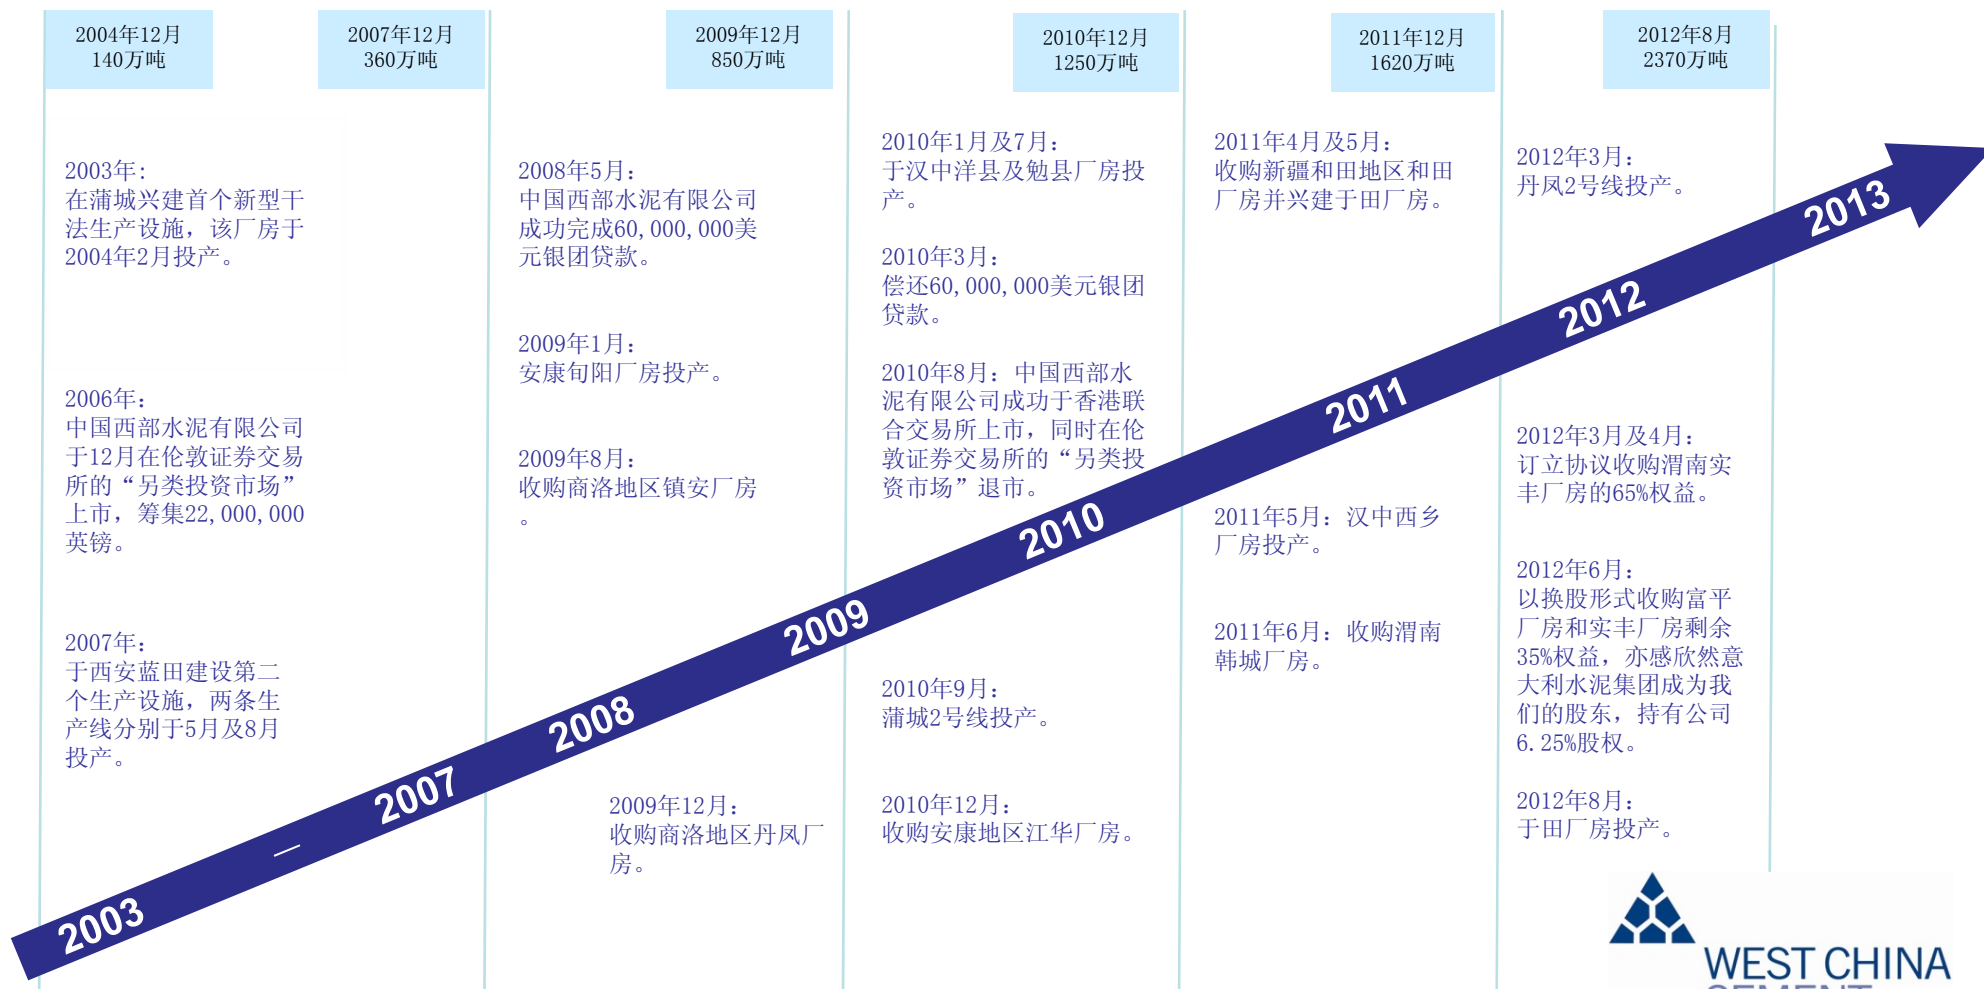 2004年12月
140万吨
2007年12月
360万吨
2009年12月
850万吨
2010年12月
1250万吨
2011年12月
1620万吨
2012年8月
2370万吨
2003年:
在蒲城兴建首个新型干
法生产设施，该厂房于
2004年2月投产。
2006年：
中国西部水泥有限公司
于12月在伦敦证券交易
所的“另类投资市场”
上市，筹集22,000,000
英镑。
2007年：
于西安蓝田建设第二
个生产设施，两条生
产线分别于5月及8月
投产。
2008年5月：
中国西部水泥有限公司
成功完成60,000,000美
元银团贷款。
2009年1月：
安康旬阳厂房投产。
2009年8月：
收购商洛地区镇安厂房
。
2009年12月：
收购商洛地区丹凤厂
房。
2010年1月及7月：
于汉中洋县及勉县厂房投
产。
2010年3月：
偿还60,000,000美元银团
贷款。
2010年8月：中国西部水
泥有限公司成功于香港联
合交易所上市，同时在伦
敦证券交易所的“另类投
资市场”退市。
2010年9月：
蒲城2号线投产。
2010年12月：
收购安康地区江华厂房。
2011年4月及5月：
收购新疆和田地区和田
厂房并兴建于田厂房。
2011年5月：汉中西乡
厂房投产。
2011年6月：收购渭南
韩城厂房。
2012年3月：
丹凤2号线投产。
2012年3月及4月：
订立协议收购渭南实
丰厂房的65%权益。
2012年6月：
以换股形式收购富平
厂房和实丰厂房剩余
35%权益，亦感欣然意
大利水泥集团成为我
们的股东，持有公司
6.25%股权。
2012年8月：
于田厂房投产。
2003
—
2007
2008
2009
2010
2011
2012
2013
WEST CHINA
CEMENT